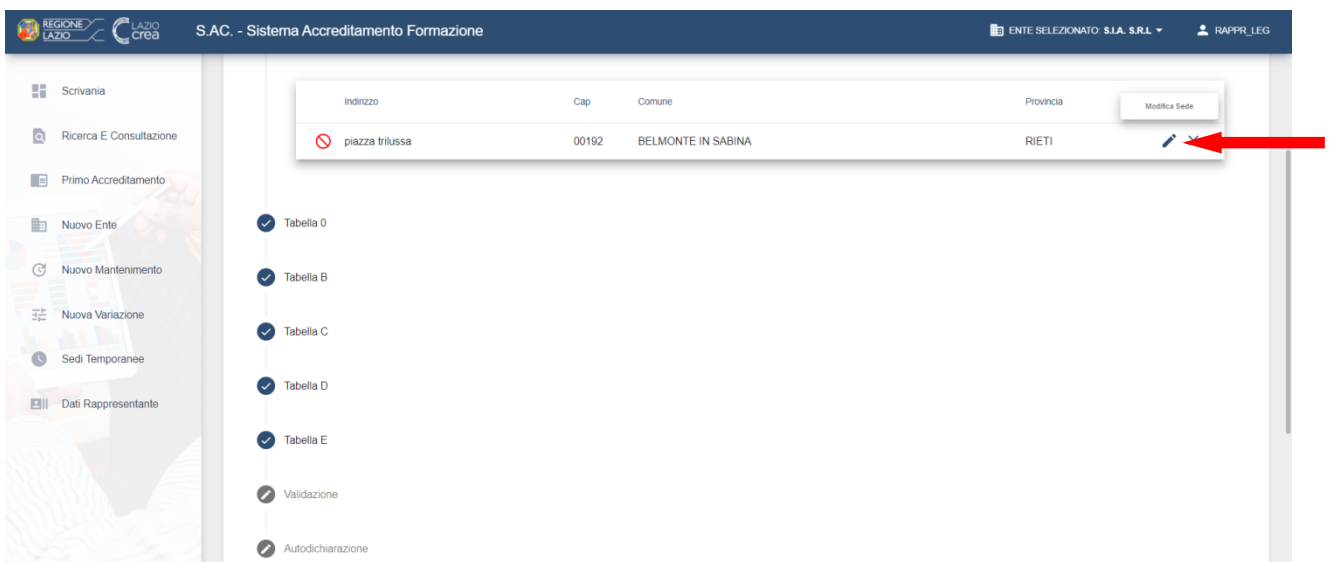 REGIONE
LAZIO
LAZIO
crea
S.AC. - Sistema Accreditamento Formazione
ENTE SELEZIONATO: S.I.A. S.R.L
RAPPR_LEG
Scrivania
Ricerca E Consultazione
Primo Accreditamento
Nuovo Ente
Nuovo Mantenimento
Nuova Variazione
Sedi Temporanee
Dati Rappresentante
Indirizzo Cap Comune Provincia
Modifica Sede
piazza trilussa 00192 BELMONTE IN SABINA RIETI
Tabella 0
Tabella B
Tabella C
Tabella D
Tabella E
Validazione
Autodichiarazione